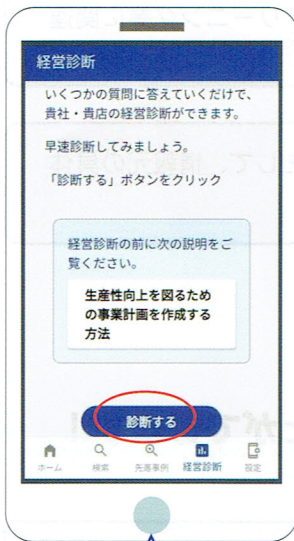 経営診断
いくつかの質問に答えていくだけで、
貴社・貴店の経営診断ができます。
早速診断してみましょう。
「診断する」ボタンをクリック
経営診断の前に次の説明をご
覧ください。
生産性向上を図るため
の事業計画を作成する
方法
診断する
ホーム 検索 先進事例 経営診断 設定